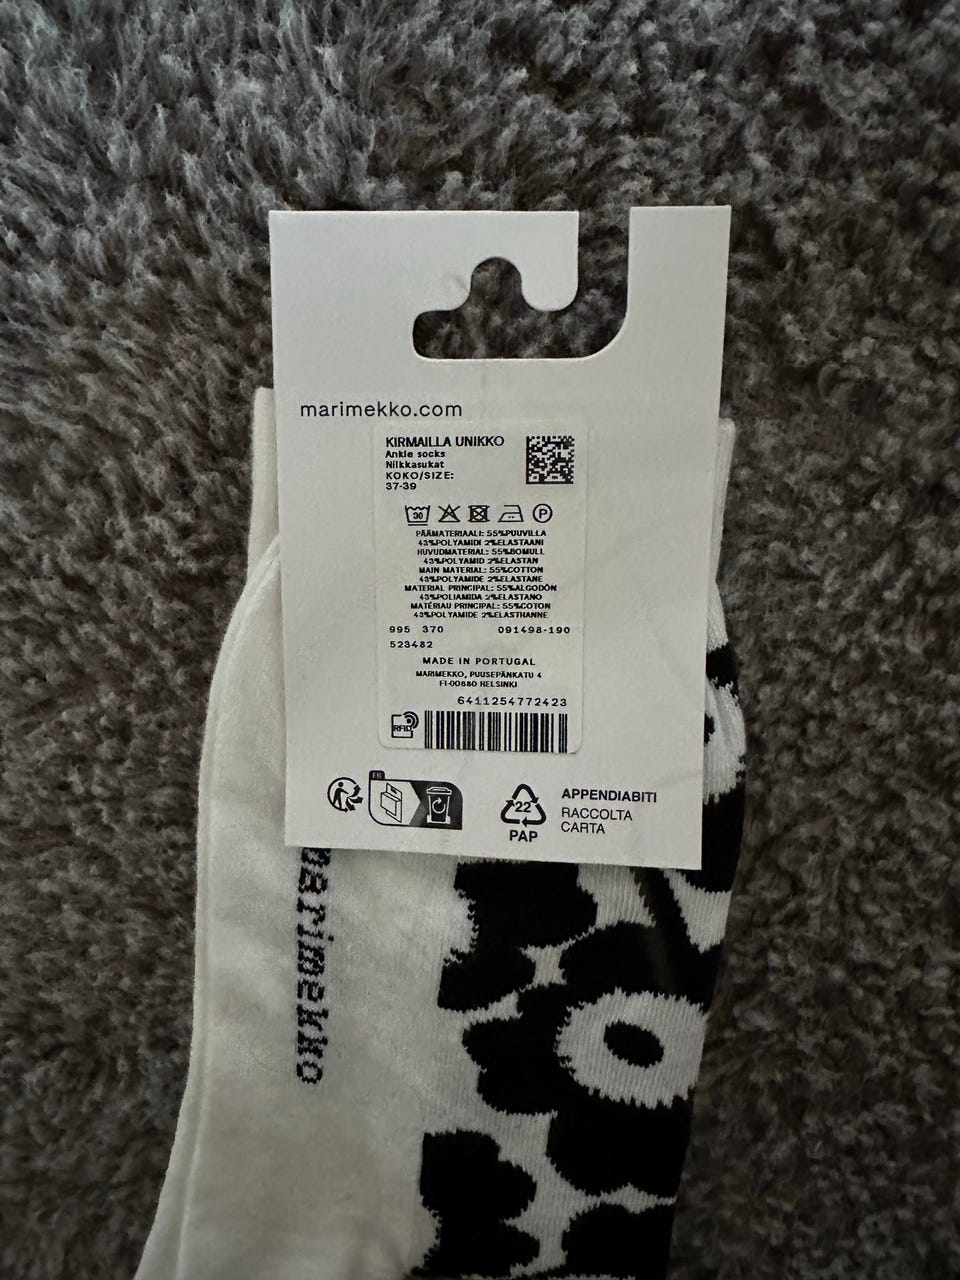 marimekko.com
KIRMAILLA UNIKKO
Ankle socks
Nilkkasukat
KOKO/SIZE:
37-39
30
P
PÄÄMATERIAALI: 55%PUUVILLA
43%POLYAMIDI 2%ELASTAANI
HUVUDMATERIAL: 55%BOMULL
43%POLYAMID 2%ELASTAN
MAIN MATERIAL: 55%COTTON
43%POLYAMIDE 2%ELASTANE
MATERIAL PRINCIPAL: 55%ALGODÓN
43%POLIAMIDA 2%ELASTANO
MATÉRIAU PRINCIPAL: 55%COTON
43%POLYAMIDE 2%ELASTHANNE
995 370 091498-190
523482
MADE IN PORTUGAL
MARIMEKKO, PUUSEPÄNKATU 4
FI-00880 HELSINKI
6411254772423
RFID
FR
22
PAP
APPENDIABITI
RACCOLTA
CARTA
marimekko